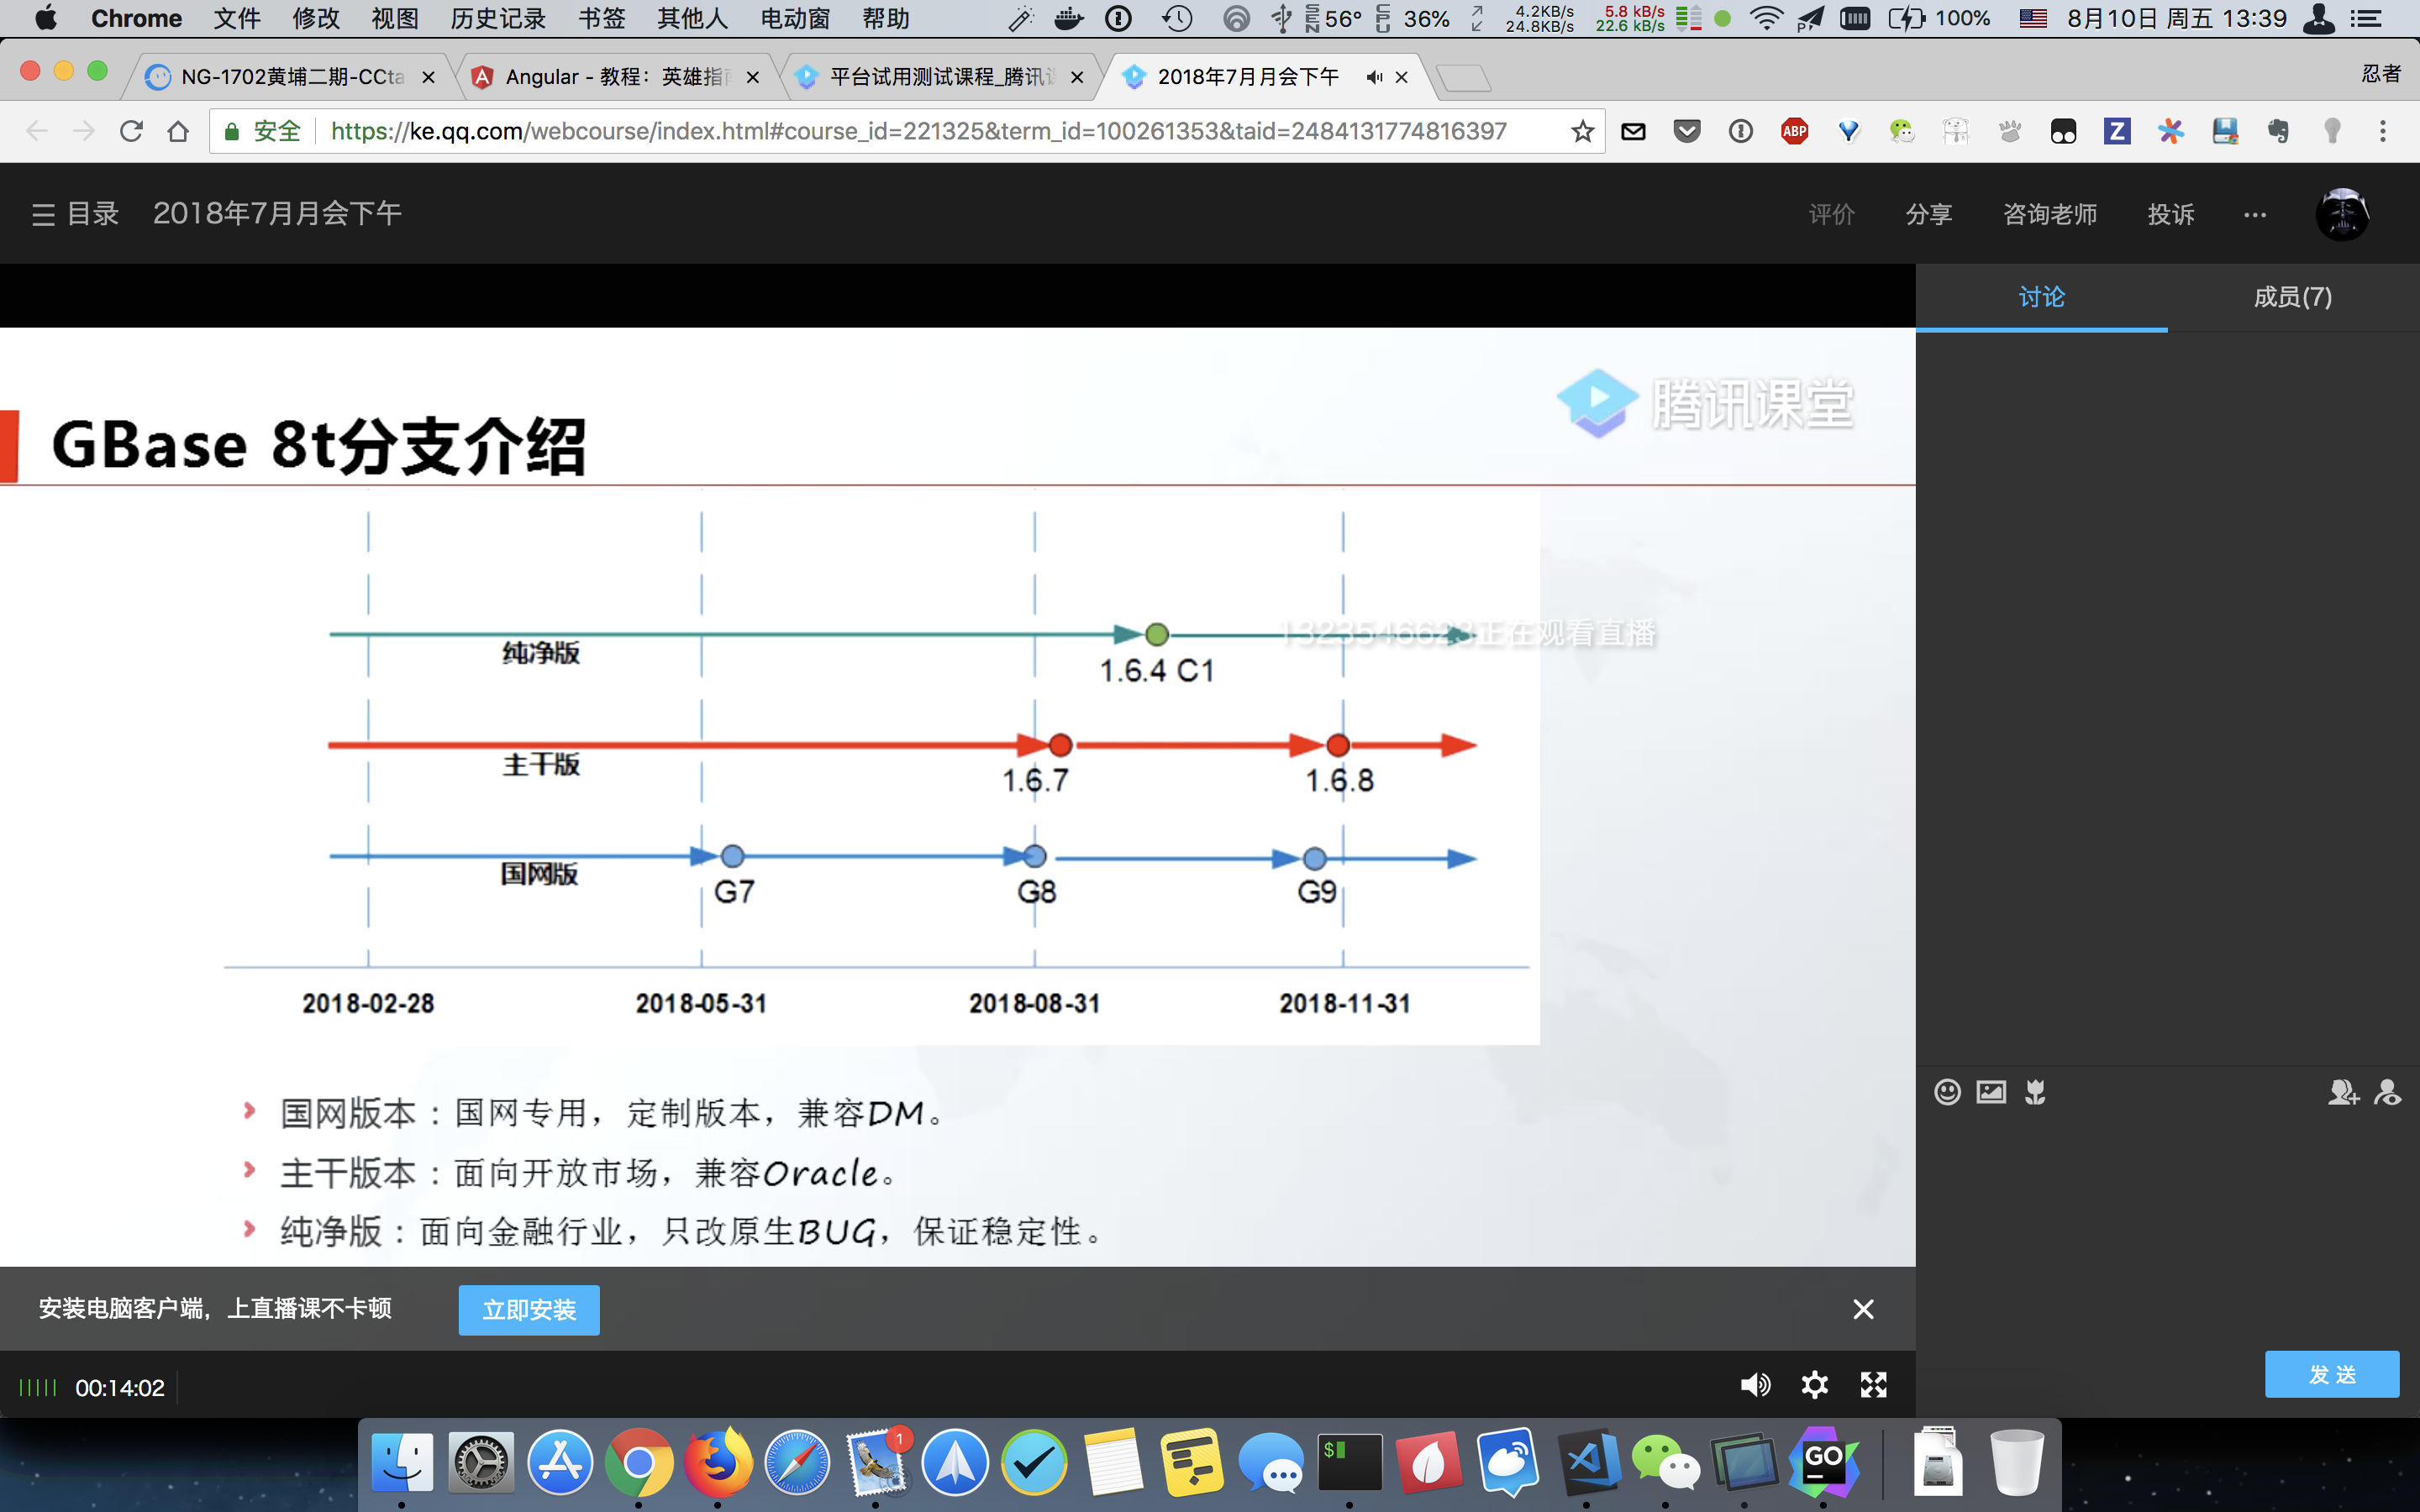 Chrome 文件 修改 视图 历史记录 书签 其他人 电动窗 帮助 SEN 56° CPU 36% 4.2KB/s 24.8KB/s 5.8 kB/s 22.6 kB/s 100% 8月10日 周五 13:39
NG-1702黄埔二期-CCta
Angular - 教程：英雄指
平台试用测试课程_腾讯
2018年7月月会下午
忍者
安全 https://ke.qq.com/webcourse/index.html#course_id=221325&term_id=100261353&taid=2484131774816397
ABP
Z
目录 2018年7月月会下午 评价 分享 咨询老师 投诉 ···
讨论 成员(7)
腾讯课堂
GBase 8t分支介绍
1323546623正在观看直播
纯净版
1.6.4 C1
主干版
1.6.7 1.6.8
国网版
G7 G8 G9
2018-02-28 2018-05-31 2018-08-31 2018-11-31
国网版本：国网专用，定制版本，兼容DM。
主干版本：面向开放市场，兼容Oracle。
纯净版：面向金融行业，只改原生BUG，保证稳定性。
安装电脑客户端，上直播课不卡顿 立即安装
00:14:02
发送
1
$
GO